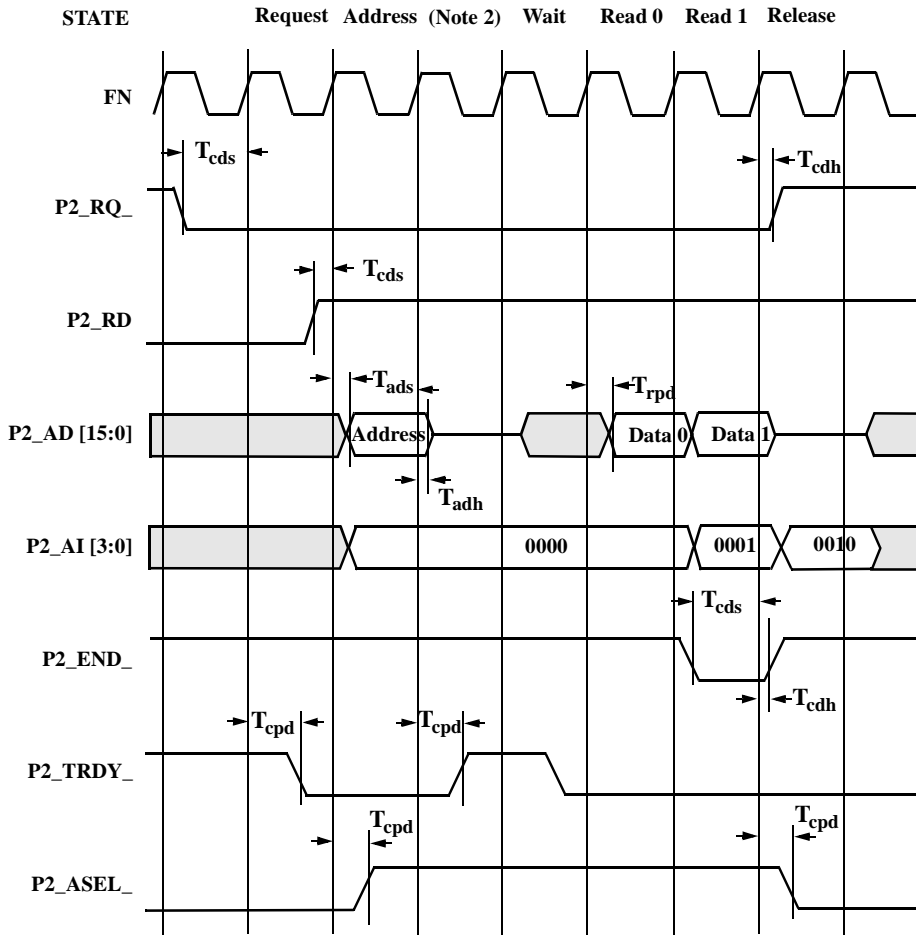 STATE Request Address (Note 2) Wait Read 0 Read 1 Release
FN
Tcds Tcdh
P2_RQ_
Tcds
P2_RD
Tads Trpd
P2_AD [15:0] Address Data 0 Data 1
Tadh
P2_AI [3:0] 0000 0001 0010
Tcds
P2_END_
Tcdh
Tcpd Tcpd
P2_TRDY_
Tcpd Tcpd
P2_ASEL_